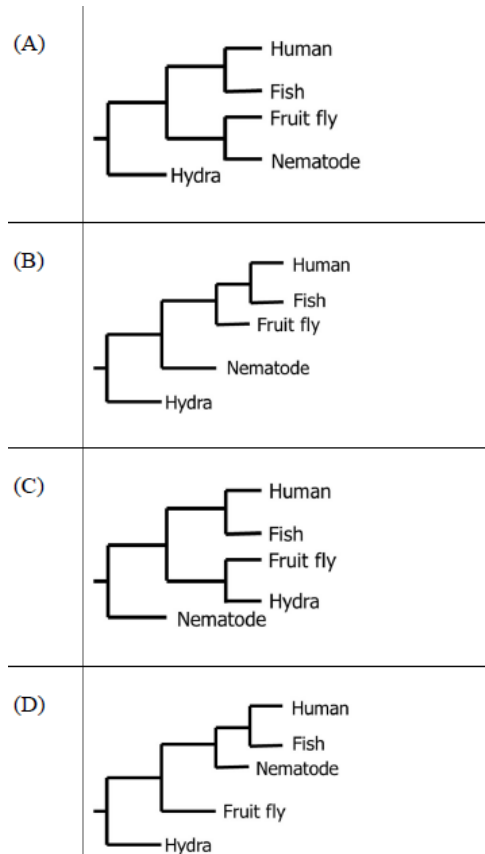 (A)
Human
Fish
Fruit fly
Nematode
Hydra
(B)
Human
Fish
Fruit fly
Nematode
Hydra
(C)
Human
Fish
Fruit fly
Hydra
Nematode
(D)
Human
Fish
Nematode
Fruit fly
Hydra